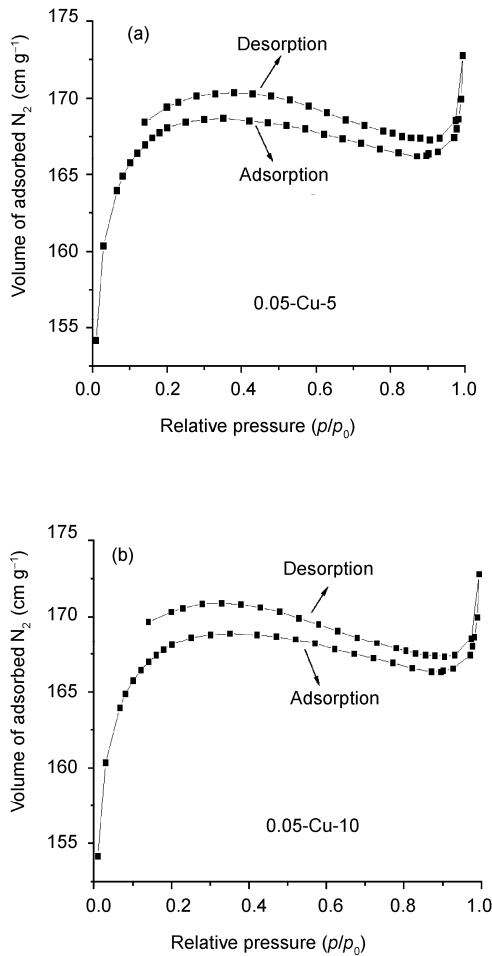 (a)
Desorption
Adsorption
0.05-Cu-5
Volume of adsorbed N₂ (cm g⁻¹)
175
170
165
160
155
0.0 0.2 0.4 0.6 0.8 1.0
Relative pressure (p/p₀)
(b)
Desorption
Adsorption
0.05-Cu-10
Volume of adsorbed N₂ (cm g⁻¹)
175
170
165
160
155
0.0 0.2 0.4 0.6 0.8 1.0
Relative pressure (p/p₀)